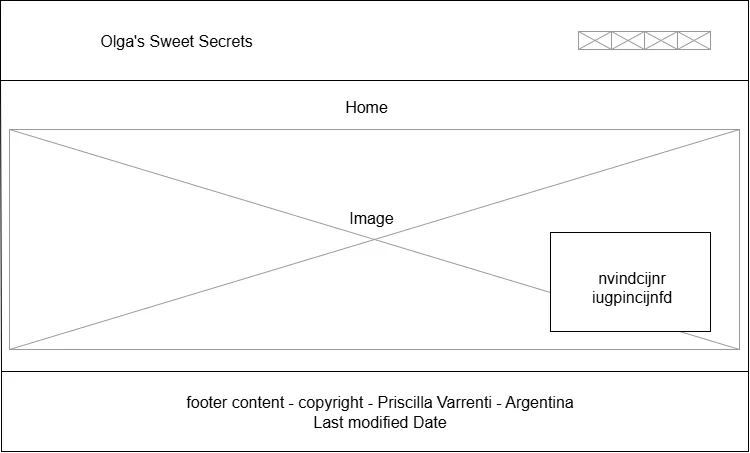 Olga's Sweet Secrets
Home
Image
nvindcijnr
iugpincijnfd
footer content - copyright - Priscilla Varrenti - Argentina
Last modified Date